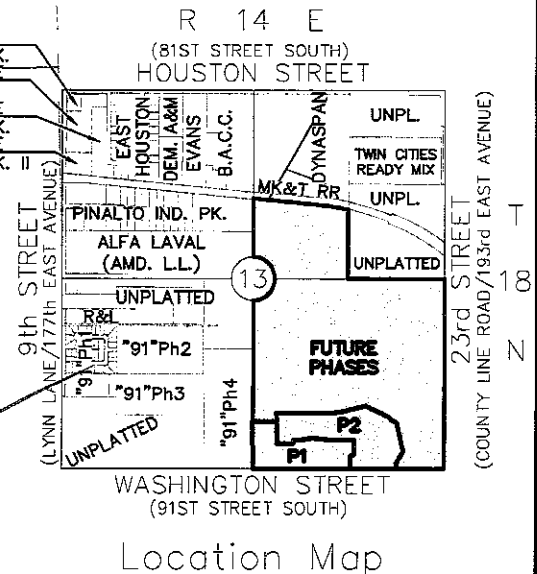 R 14 E
(81ST STREET SOUTH)
HOUSTON STREET
EAST
HOUSTON
DEM. A&M
EVANS
B.A.C.C.
DYNASPAN
UNPL.
TWIN CITIES
READY MIX
UNPL.
MK&T RR
PINALTO IND. PK.
ALFA LAVAL
(AMD. L.L.)
UNPLATTED
13
UNPLATTED
R&L
"91"Ph1
"91"Ph2
"91"Ph3
"91"Ph4
UNPLATTED
FUTURE
PHASES
P2
P1
9th STREET
(LYNN LANE/177th EAST AVENUE)
23rd STREET
(COUNTY LINE ROAD/193rd EAST AVENUE)
T
18
N
WASHINGTON STREET
(91ST STREET SOUTH)
Location Map